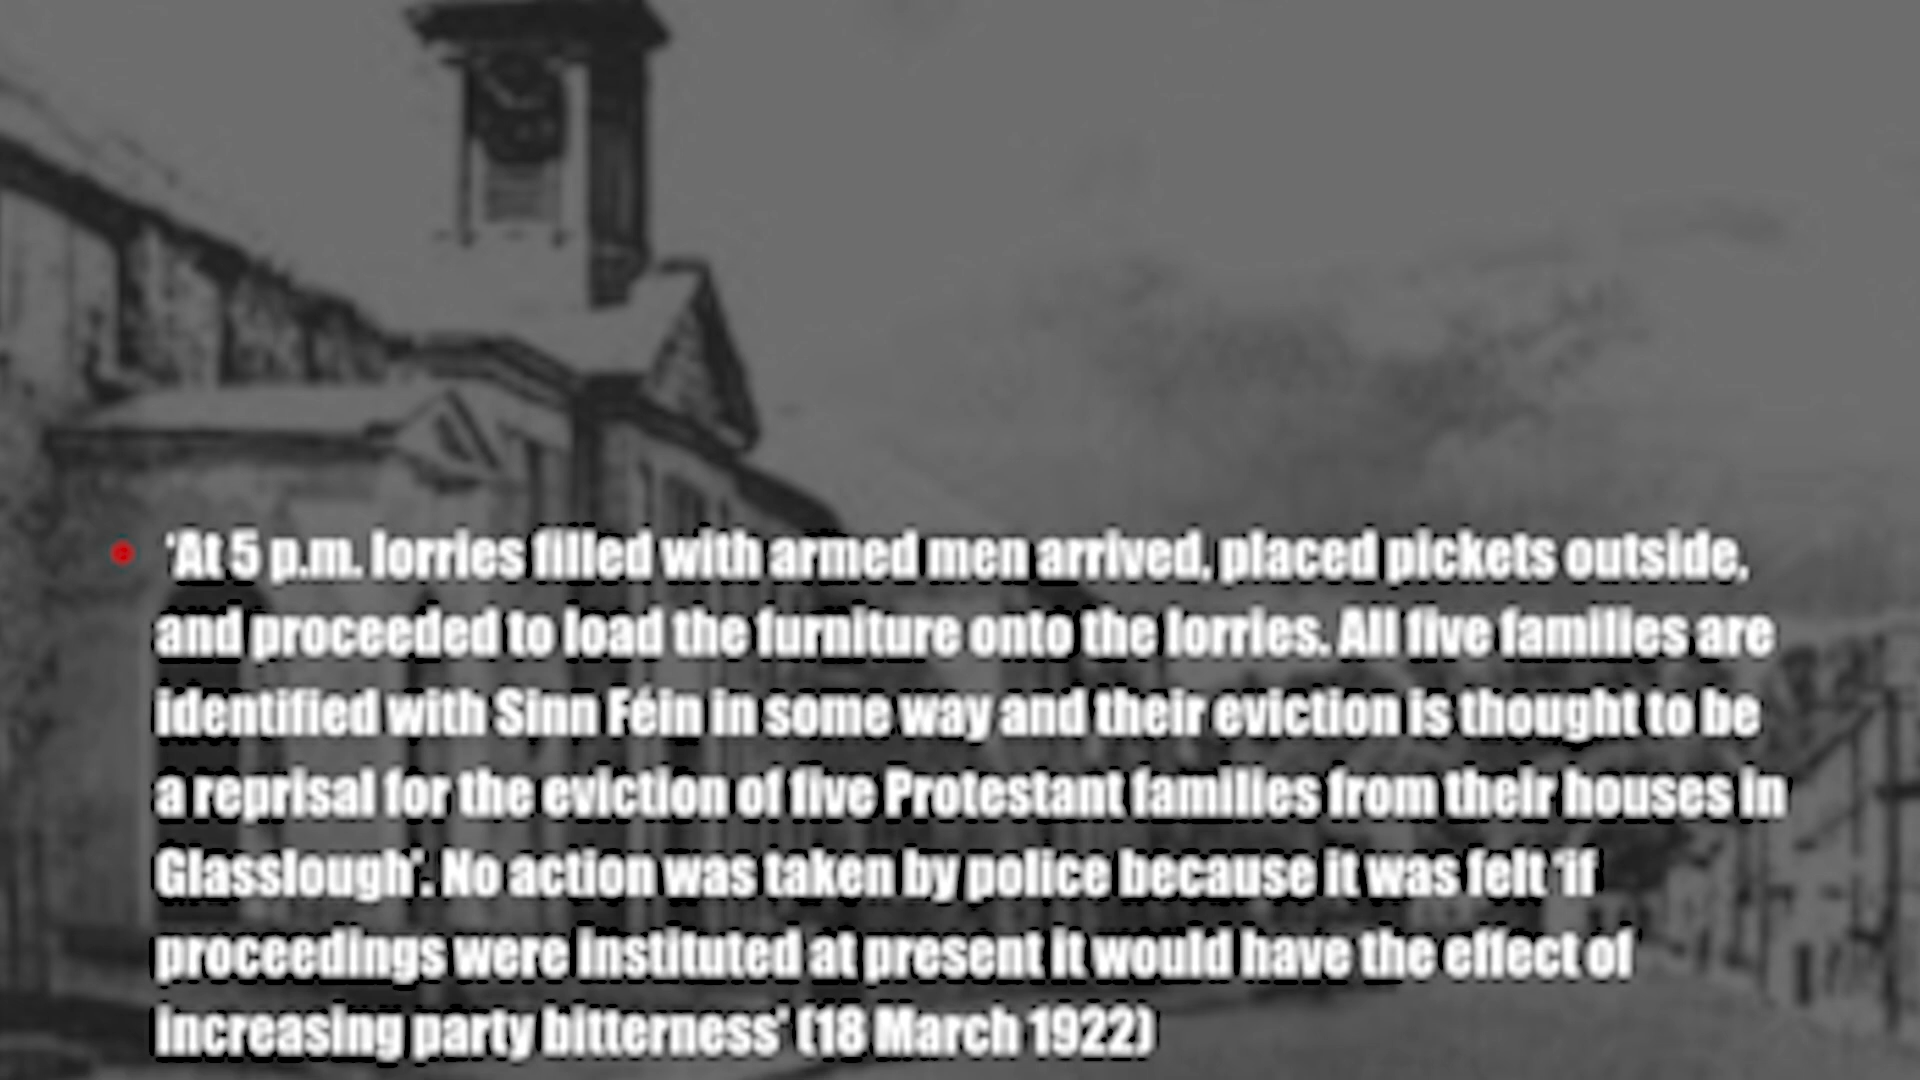 • ‘At 5 p.m. lorries filled with armed men arrived, placed pickets outside,
and proceeded to load the furniture onto the lorries. All five families are
identified with Sinn Féin in some way and their eviction is thought to be
a reprisal for the eviction of five Protestant families from their houses in
Glasslough’. No action was taken by police because it was felt ‘if
proceedings were instituted at present it would have the effect of
increasing party bitterness’ (18 March 1922)